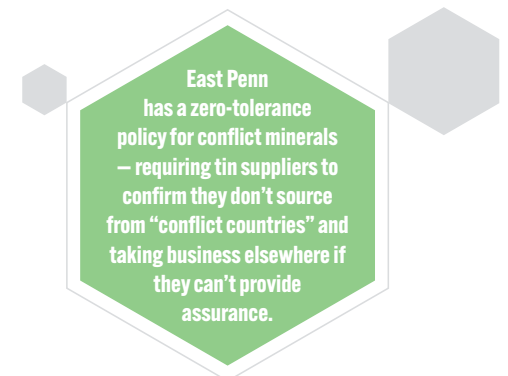 East Penn
has a zero-tolerance
policy for conflict minerals
— requiring tin suppliers to
confirm they don’t source
from “conflict countries” and
taking business elsewhere if
they can’t provide
assurance.